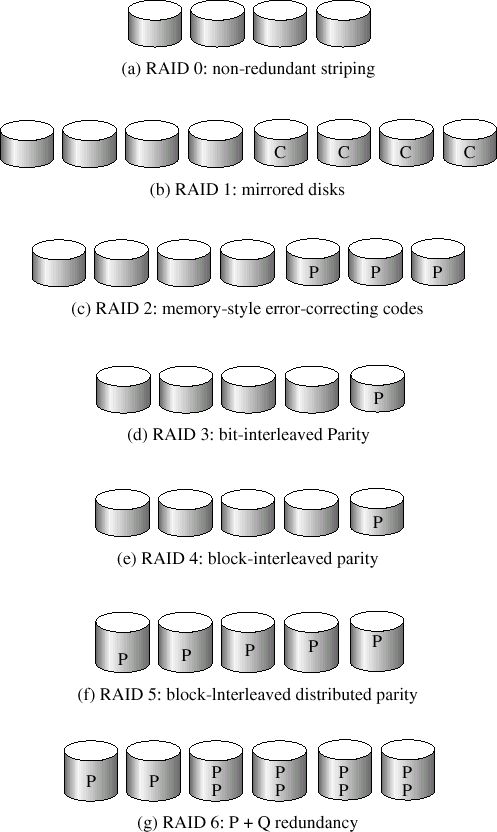 (a) RAID 0: non-redundant striping
C C C C
(b) RAID 1: mirrored disks
P P P
(c) RAID 2: memory-style error-correcting codes
P
(d) RAID 3: bit-interleaved Parity
P
(e) RAID 4: block-interleaved parity
P P P P P
(f) RAID 5: block-lnterleaved distributed parity
P P P P P P
P P P P
(g) RAID 6: P + Q redundancy